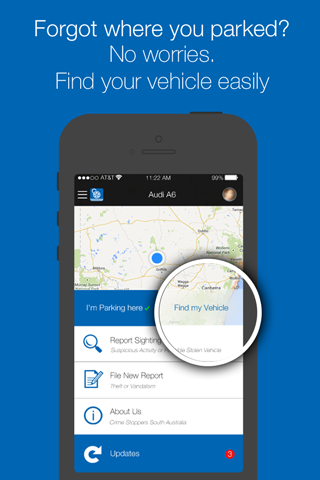 Forgot where you parked?
No worries.
Find your vehicle easily
AT&T 11:22 AM 99%
Audi A6
Canberra
I'm Parking here
Find my Vehicle
Report Sighting
Suspicious Activity or Stolen Vehicle
File New Report
Theft or Vandalism
About Us
Crime Stoppers South Australia
Updates 3